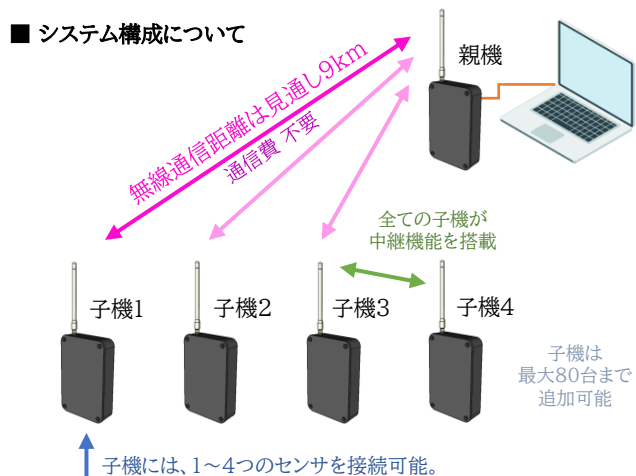 ■ システム構成について
親機
無線通信距離は見通し9km
通信費 不要
全ての子機が
中継機能を搭載
子機1
子機2
子機3
子機4
子機は
最大80台まで
追加可能
子機には、1～4つのセンサを接続可能。